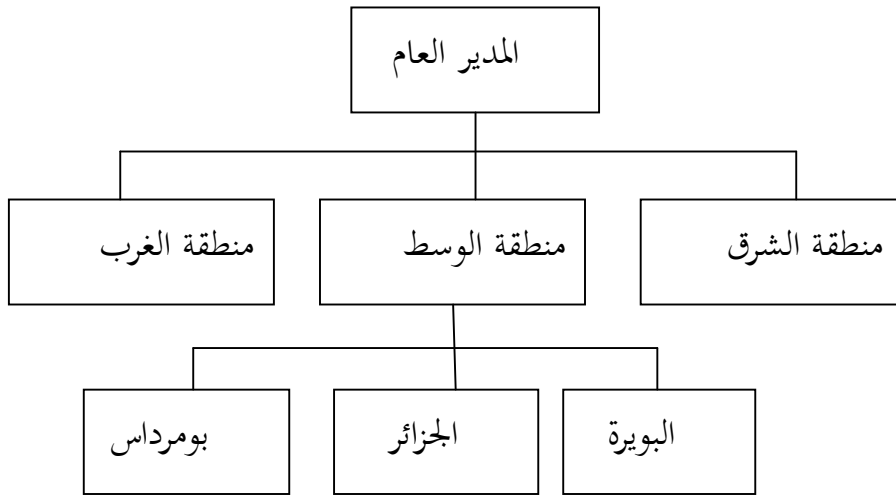 المدير العام
منطقة الشرق
منطقة الوسط
منطقة الغرب
البويرة
الجزائر
بومرداس